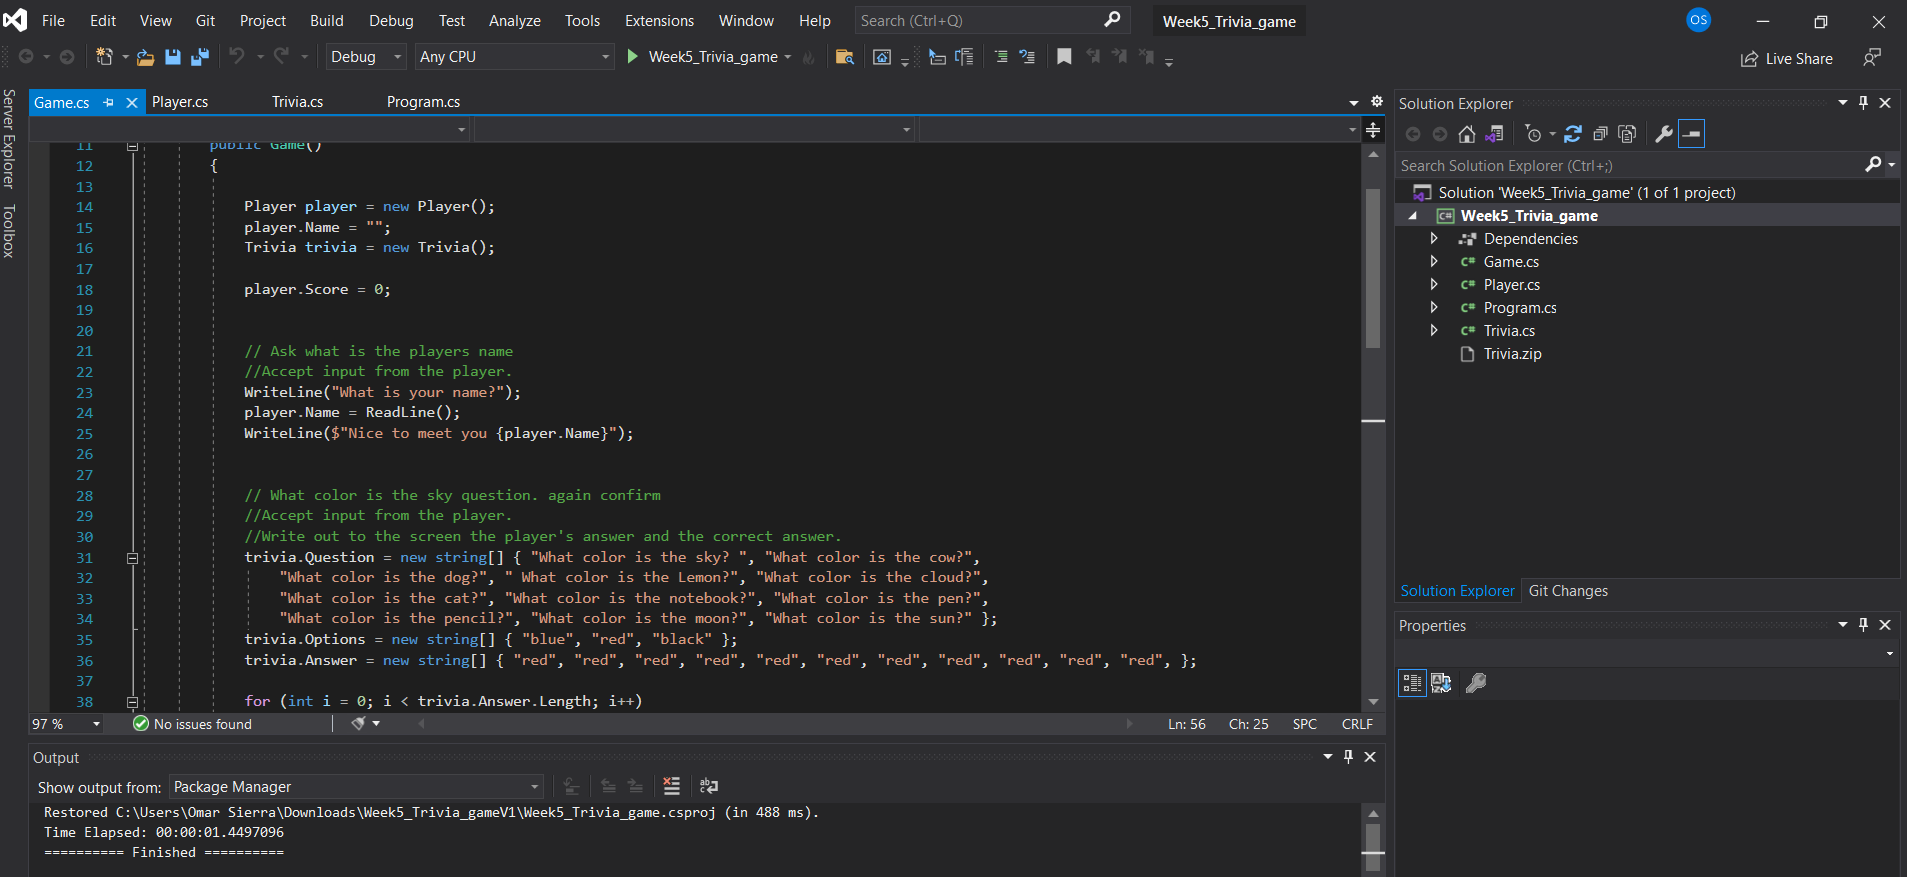 File Edit View Git Project Build Debug Test Analyze Tools Extensions Window Help Search (Ctrl+Q) Week5_Trivia_game OS
Debug Any CPU Week5_Trivia_game Live Share
Server Explorer
Toolbox
Game.cs Player.cs Trivia.cs Program.cs
11 public Game()
12 {
13
14 Player player = new Player();
15 player.Name = "";
16 Trivia trivia = new Trivia();
17
18 player.Score = 0;
19
20
21 // Ask what is the players name
22 //Accept input from the player.
23 WriteLine("What is your name?");
24 player.Name = ReadLine();
25 WriteLine($"Nice to meet you {player.Name}");
26
27
28 // What color is the sky question. again confirm
29 //Accept input from the player.
30 //Write out to the screen the player's answer and the correct answer.
31 trivia.Question = new string[] { "What color is the sky? ", "What color is the cow?",
32 "What color is the dog?", " What color is the Lemon?", "What color is the cloud?",
33 "What color is the cat?", "What color is the notebook?", "What color is the pen?",
34 "What color is the pencil?", "What color is the moon?", "What color is the sun?" };
35 trivia.Options = new string[] { "blue", "red", "black" };
36 trivia.Answer = new string[] { "red", "red", "red", "red", "red", "red", "red", "red", "red", "red", "red", };
37
38 for (int i = 0; i < trivia.Answer.Length; i++)
97 % No issues found Ln: 56 Ch: 25 SPC CRLF
Output
Show output from: Package Manager
Restored C:\Users\Omar Sierra\Downloads\Week5_Trivia_gameV1\Week5_Trivia_game.csproj (in 488 ms).
Time Elapsed: 00:00:01.4497096
========== Finished ==========
Solution Explorer
Search Solution Explorer (Ctrl+;)
Solution 'Week5_Trivia_game' (1 of 1 project)
C# Week5_Trivia_game
Dependencies
C# Game.cs
C# Player.cs
C# Program.cs
C# Trivia.cs
Trivia.zip
Solution Explorer Git Changes
Properties